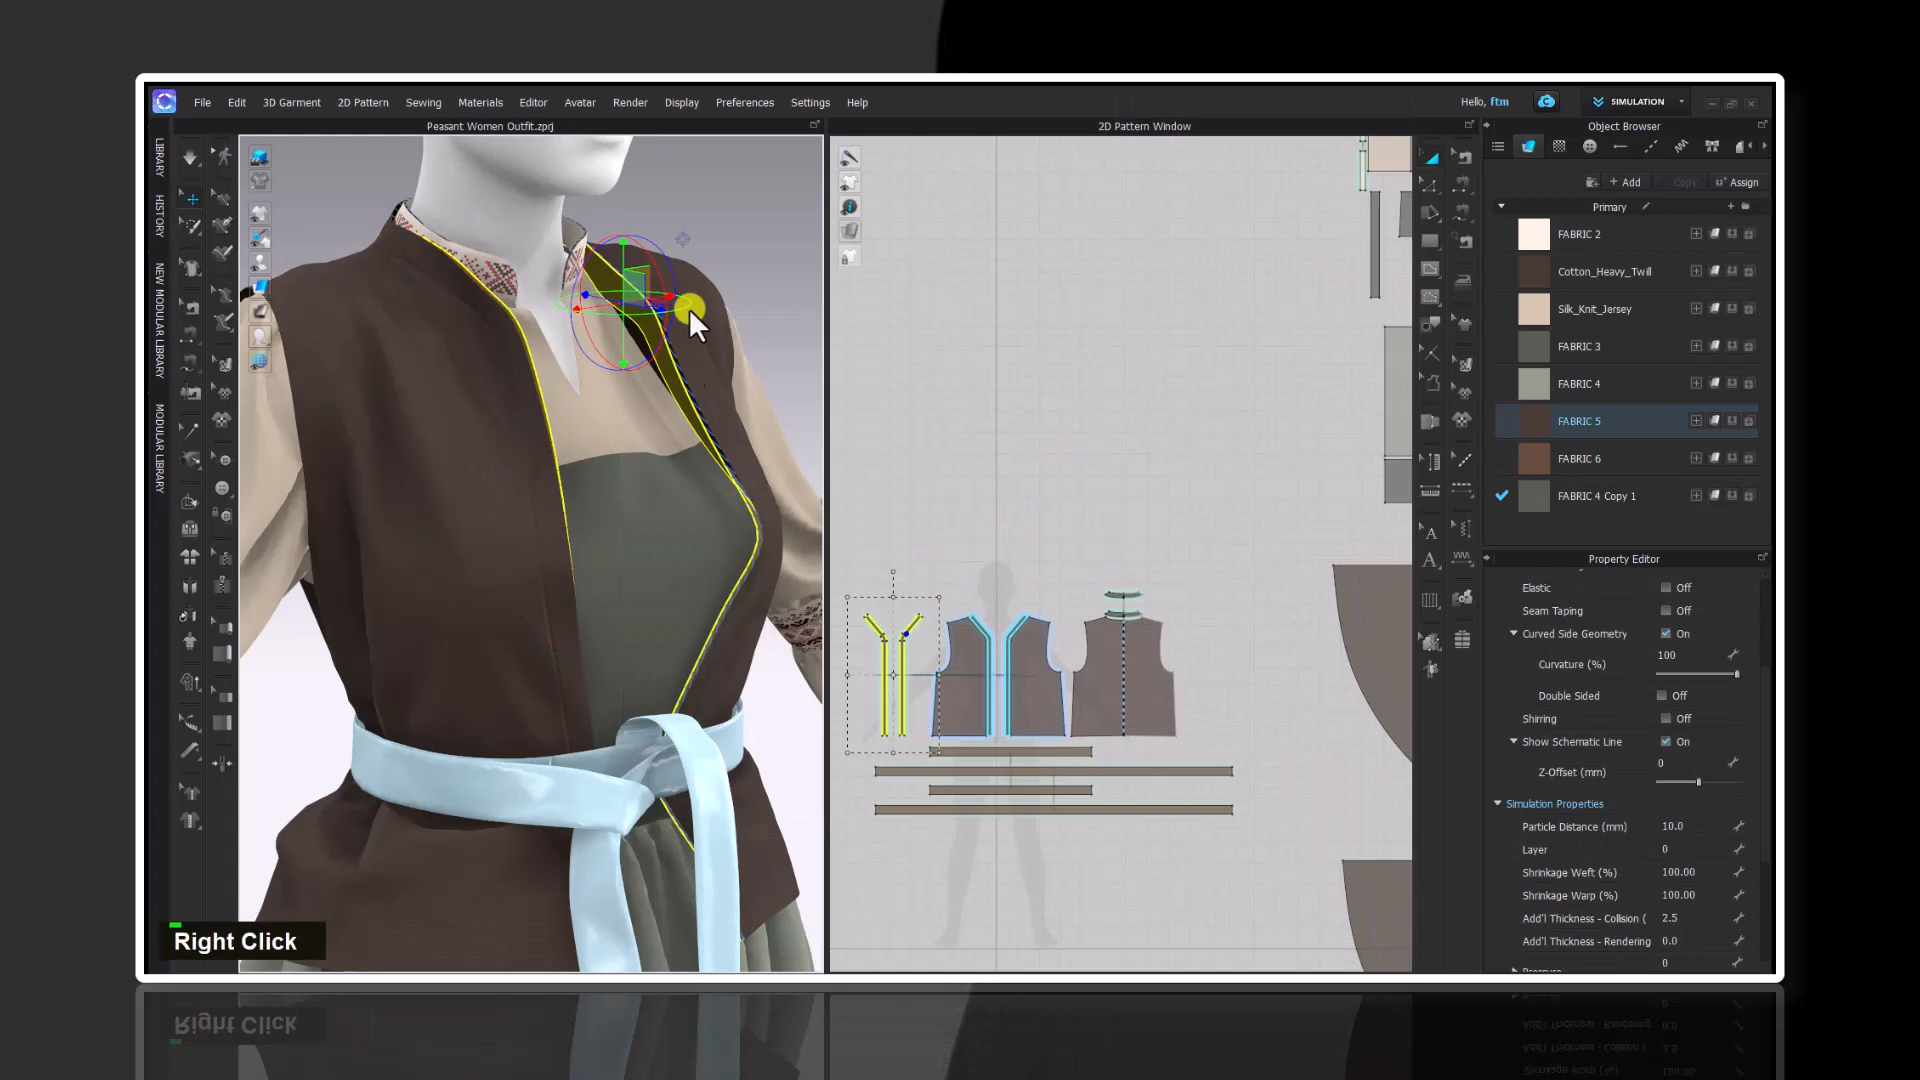 File Edit 3D Garment 2D Pattern Sewing Materials Editor Avatar Render Display Preferences Settings Help
Hello, ftm
SIMULATION
Peasant Women Outfit.zprj
2D Pattern Window
Object Browser
LIBRARY
HISTORY
NEW MODULAR LIBRARY
MODULAR LIBRARY
+ Add
Copy
Assign
Primary
FABRIC 2
Cotton_Heavy_Twill
Silk_Knit_Jersey
FABRIC 3
FABRIC 4
FABRIC 5
FABRIC 6
FABRIC 4 Copy 1
Property Editor
Elastic Off
Seam Taping Off
Curved Side Geometry On
Curvature (%) 100
Double Sided Off
Shirring Off
Show Schematic Line On
Z-Offset (mm) 0
Simulation Properties
Particle Distance (mm) 10.0
Layer 0
Shrinkage Weft (%) 100.00
Shrinkage Warp (%) 100.00
Add'l Thickness - Collision ( 2.5
Add'l Thickness - Rendering 0.0
0
Right Click